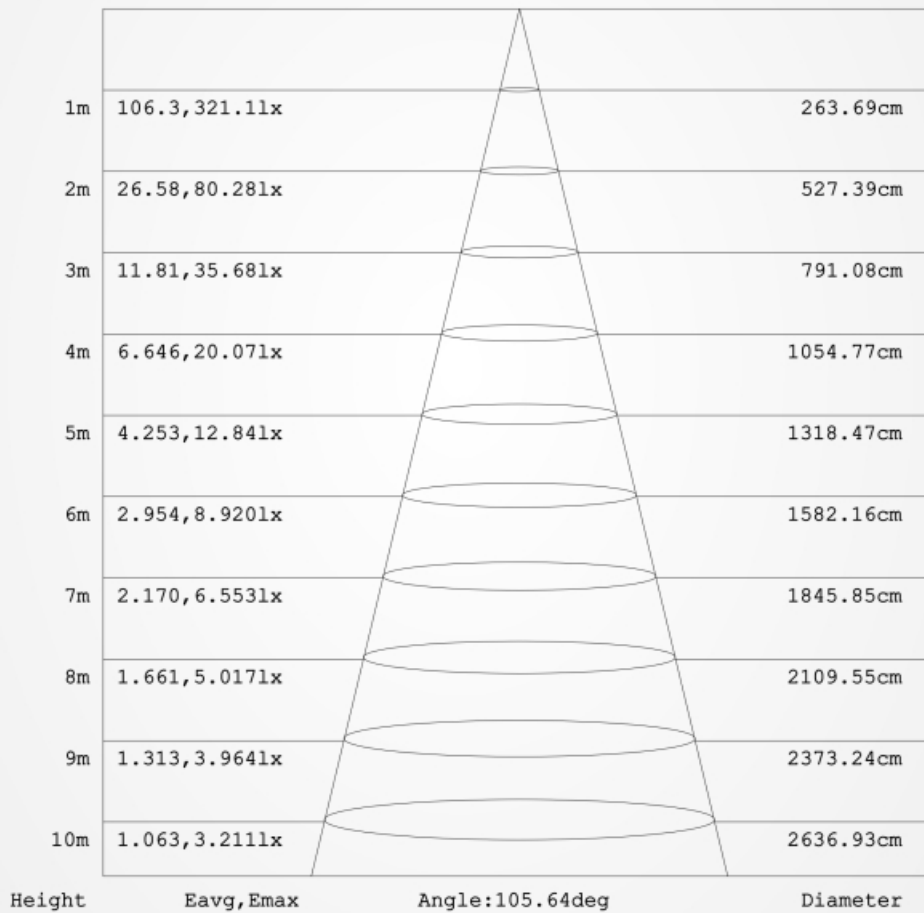 1m 106.3,321.1lx 263.69cm
2m 26.58,80.28lx 527.39cm
3m 11.81,35.68lx 791.08cm
4m 6.646,20.07lx 1054.77cm
5m 4.253,12.84lx 1318.47cm
6m 2.954,8.920lx 1582.16cm
7m 2.170,6.553lx 1845.85cm
8m 1.661,5.017lx 2109.55cm
9m 1.313,3.964lx 2373.24cm
10m 1.063,3.211lx 2636.93cm
Height Eavg,Emax Angle:105.64deg Diameter